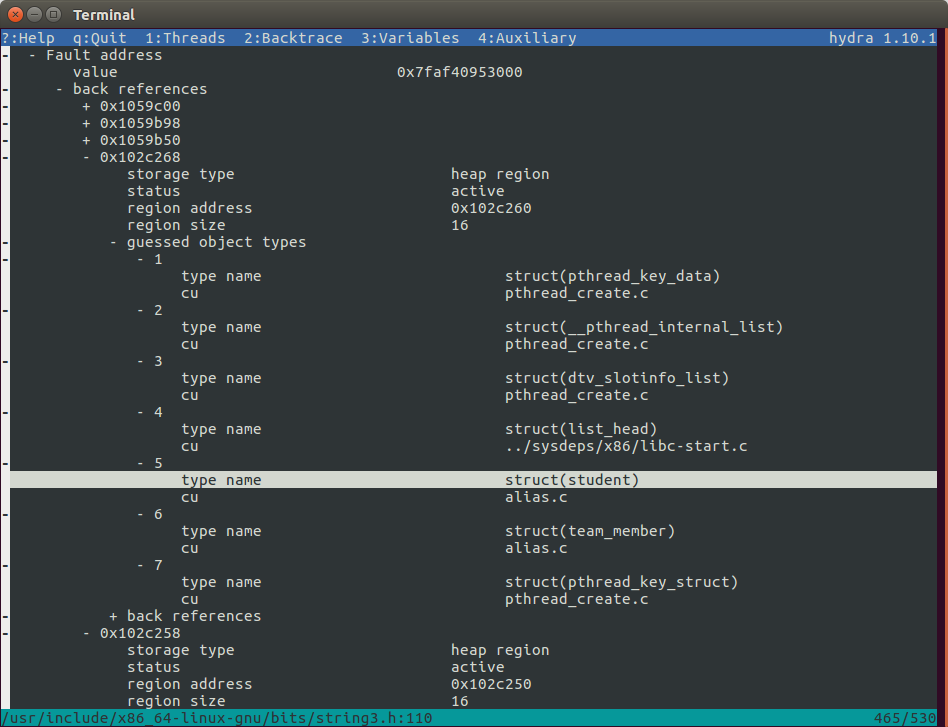 Terminal
?:Help q:Quit 1:Threads 2:Backtrace 3:Variables 4:Auxiliary hydra 1.10.1
- - Fault address
value 0x7faf40953000
- - back references
- + 0x1059c00
- + 0x1059b98
- + 0x1059b50
- - 0x102c268
storage type heap region
status active
region address 0x102c260
region size 16
- - guessed object types
- - 1
type name struct(pthread_key_data)
cu pthread_create.c
- - 2
type name struct(__pthread_internal_list)
cu pthread_create.c
- - 3
type name struct(dtv_slotinfo_list)
cu pthread_create.c
- - 4
type name struct(list_head)
cu ../sysdeps/x86/libc-start.c
- - 5
type name struct(student)
cu alias.c
- - 6
type name struct(team_member)
cu alias.c
- - 7
type name struct(pthread_key_struct)
cu pthread_create.c
- + back references
- - 0x102c258
storage type heap region
status active
region address 0x102c250
region size 16
/usr/include/x86_64-linux-gnu/bits/string3.h:110 465/530